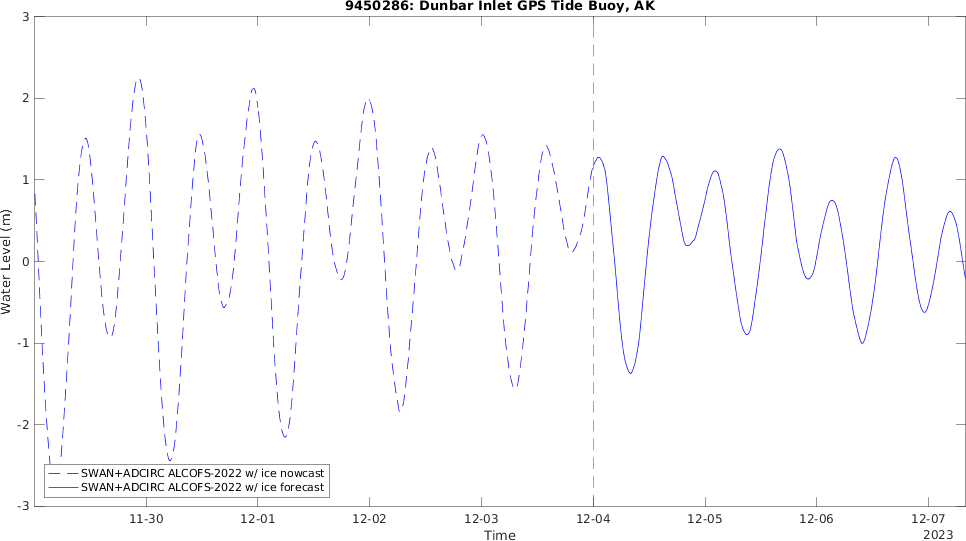 9450286: Dunbar Inlet GPS Tide Buoy, AK
3
2
1
0
-1
-2
-3
Water Level (m)
SWAN+ADCIRC ALCOFS-2022 w/ ice nowcast
SWAN+ADCIRC ALCOFS-2022 w/ ice forecast
11-30 12-01 12-02 12-03 12-04 12-05 12-06 12-07
Time 2023